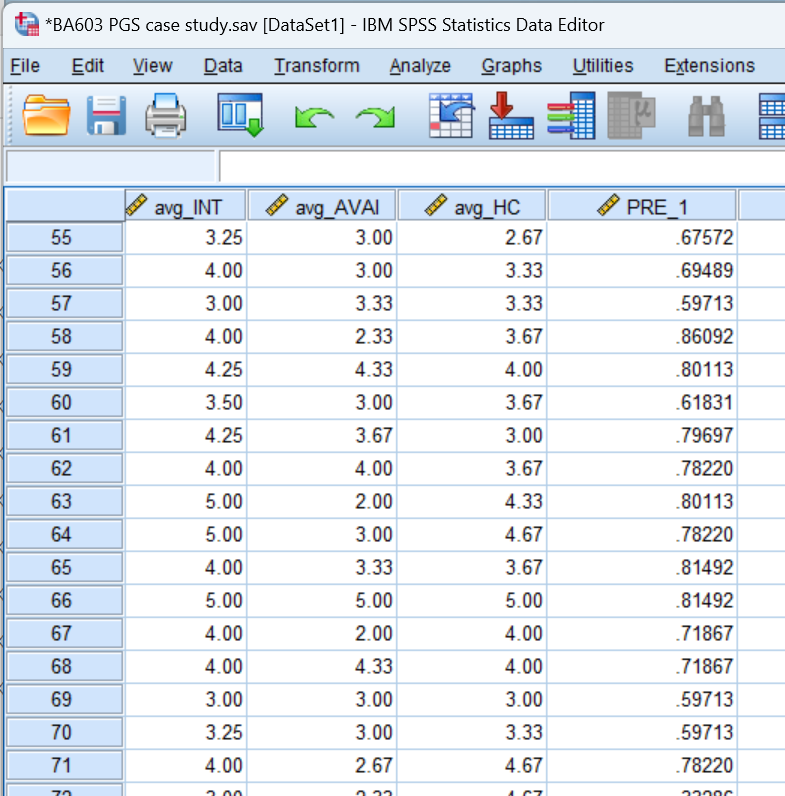 *BA603 PGS case study.sav [DataSet1] - IBM SPSS Statistics Data Editor
File Edit View Data Transform Analyze Graphs Utilities Extensions
avg_INT avg_AVAI avg_HC PRE_1
55 3.25 3.00 2.67 .67572
56 4.00 3.00 3.33 .69489
57 3.00 3.33 3.33 .59713
58 4.00 2.33 3.67 .86092
59 4.25 4.33 4.00 .80113
60 3.50 3.00 3.67 .61831
61 4.25 3.67 3.00 .79697
62 4.00 4.00 3.67 .78220
63 5.00 2.00 4.33 .80113
64 5.00 3.00 4.67 .78220
65 4.00 3.33 3.67 .81492
66 5.00 5.00 5.00 .81492
67 4.00 2.00 4.00 .71867
68 4.00 4.33 4.00 .71867
69 3.00 3.00 3.00 .59713
70 3.25 3.00 3.33 .59713
71 4.00 2.67 4.67 .78220